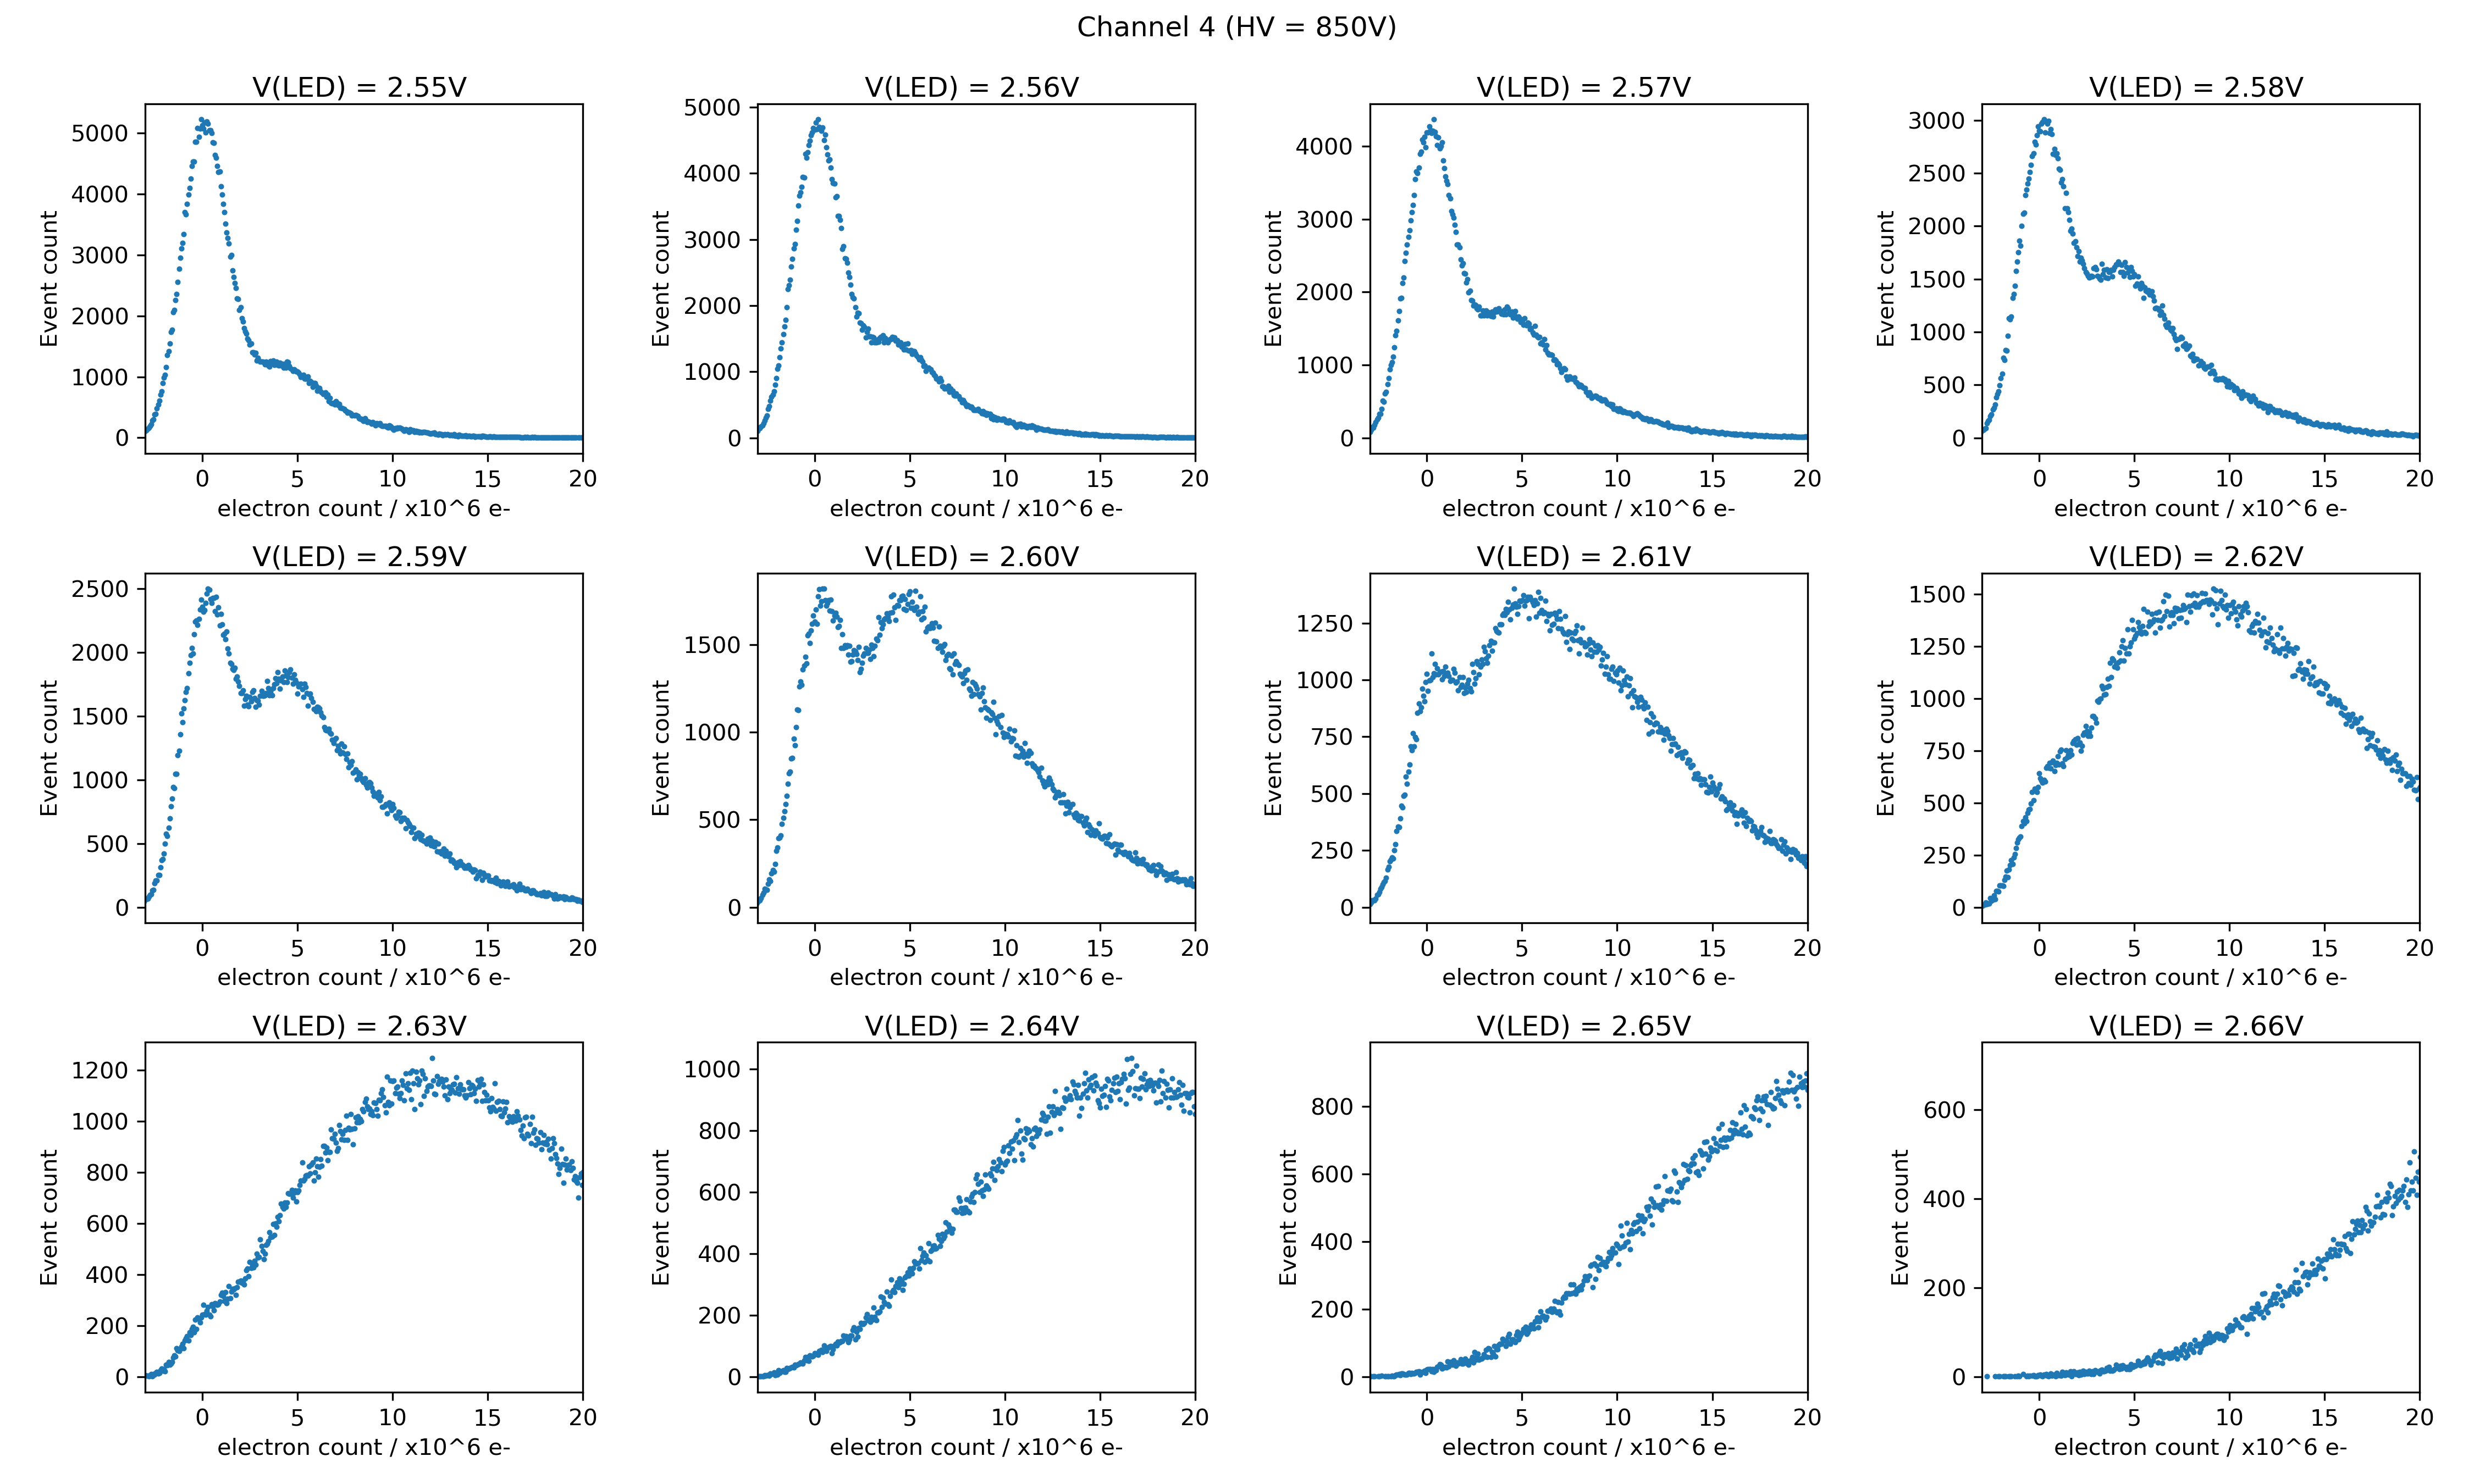 Channel 4 (HV = 850V)
V(LED) = 2.55V
5000
4000
3000
2000
1000
0
Event count
0 5 10 15 20
electron count / x10^6 e-
V(LED) = 2.56V
5000
4000
3000
2000
1000
0
Event count
0 5 10 15 20
electron count / x10^6 e-
V(LED) = 2.57V
4000
3000
2000
1000
0
Event count
0 5 10 15 20
electron count / x10^6 e-
V(LED) = 2.58V
3000
2500
2000
1500
1000
500
0
Event count
0 5 10 15 20
electron count / x10^6 e-
V(LED) = 2.59V
2500
2000
1500
1000
500
0
Event count
0 5 10 15 20
electron count / x10^6 e-
V(LED) = 2.60V
1500
1000
500
0
Event count
0 5 10 15 20
electron count / x10^6 e-
V(LED) = 2.61V
1250
1000
750
500
250
0
Event count
0 5 10 15 20
electron count / x10^6 e-
V(LED) = 2.62V
1500
1250
1000
750
500
250
0
Event count
0 5 10 15 20
electron count / x10^6 e-
V(LED) = 2.63V
1200
1000
800
600
400
200
0
Event count
0 5 10 15 20
electron count / x10^6 e-
V(LED) = 2.64V
1000
800
600
400
200
0
Event count
0 5 10 15 20
electron count / x10^6 e-
V(LED) = 2.65V
800
600
400
200
0
Event count
0 5 10 15 20
electron count / x10^6 e-
V(LED) = 2.66V
600
400
200
0
Event count
0 5 10 15 20
electron count / x10^6 e-